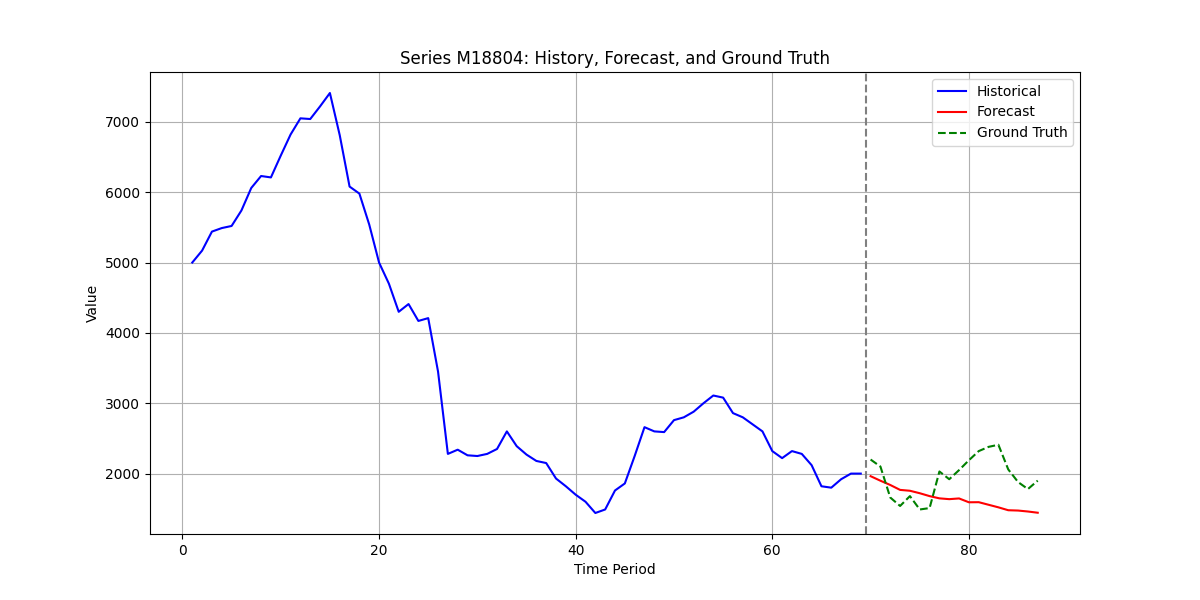 Series M18804: History, Forecast, and Ground Truth
Historical
Forecast
Ground Truth
Value
7000
6000
5000
4000
3000
2000
0
20
40
60
80
Time Period